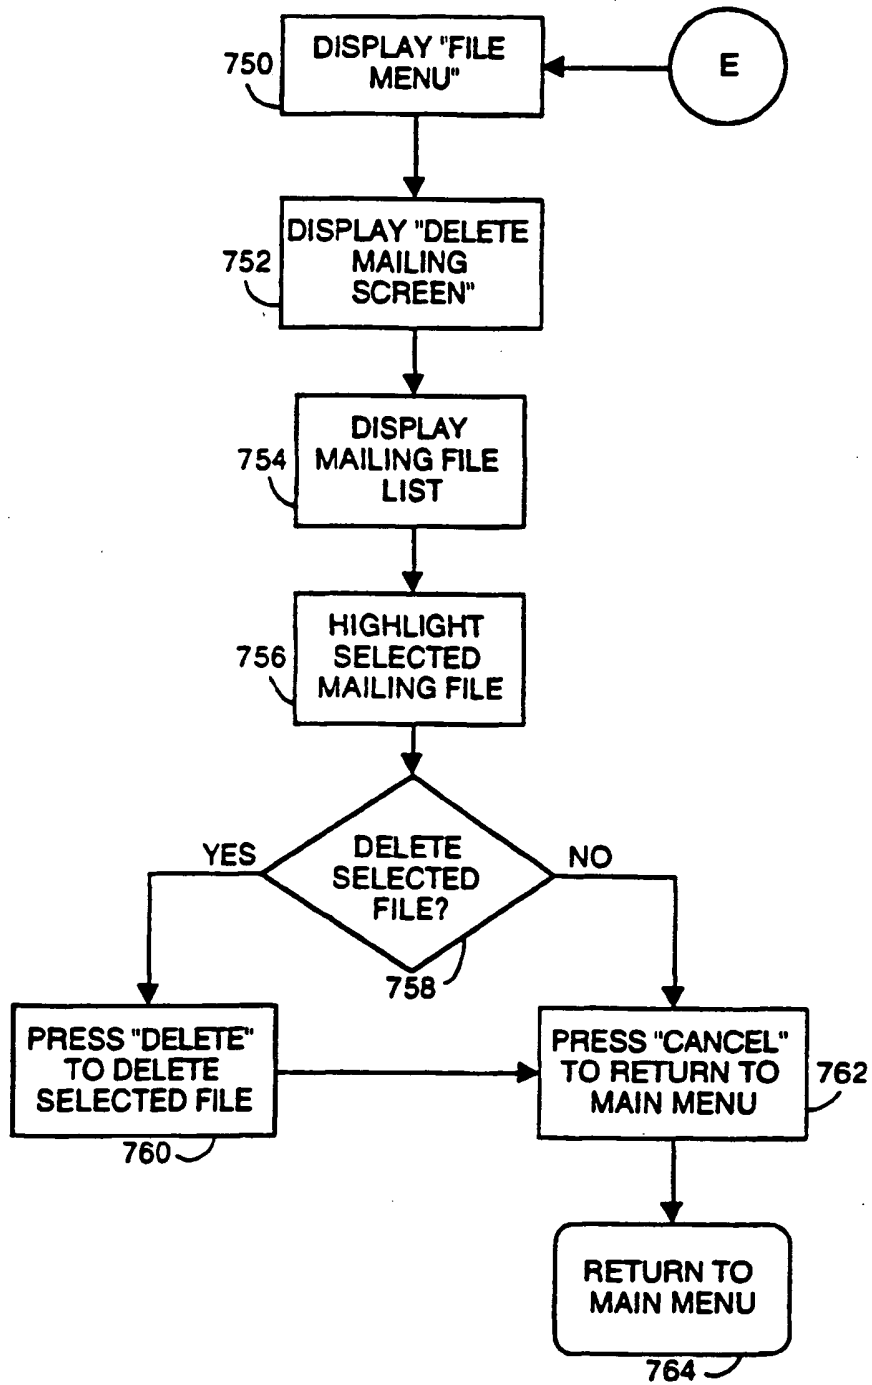 DISPLAY "FILE
MENU"
750
E
DISPLAY "DELETE
MAILING
SCREEN"
752
DISPLAY
MAILING FILE
LIST
754
HIGHLIGHT
SELECTED
MAILING FILE
756
DELETE
SELECTED
FILE?
758
YES
NO
PRESS "DELETE"
TO DELETE
SELECTED FILE
760
PRESS "CANCEL"
TO RETURN TO
MAIN MENU
762
RETURN TO
MAIN MENU
764